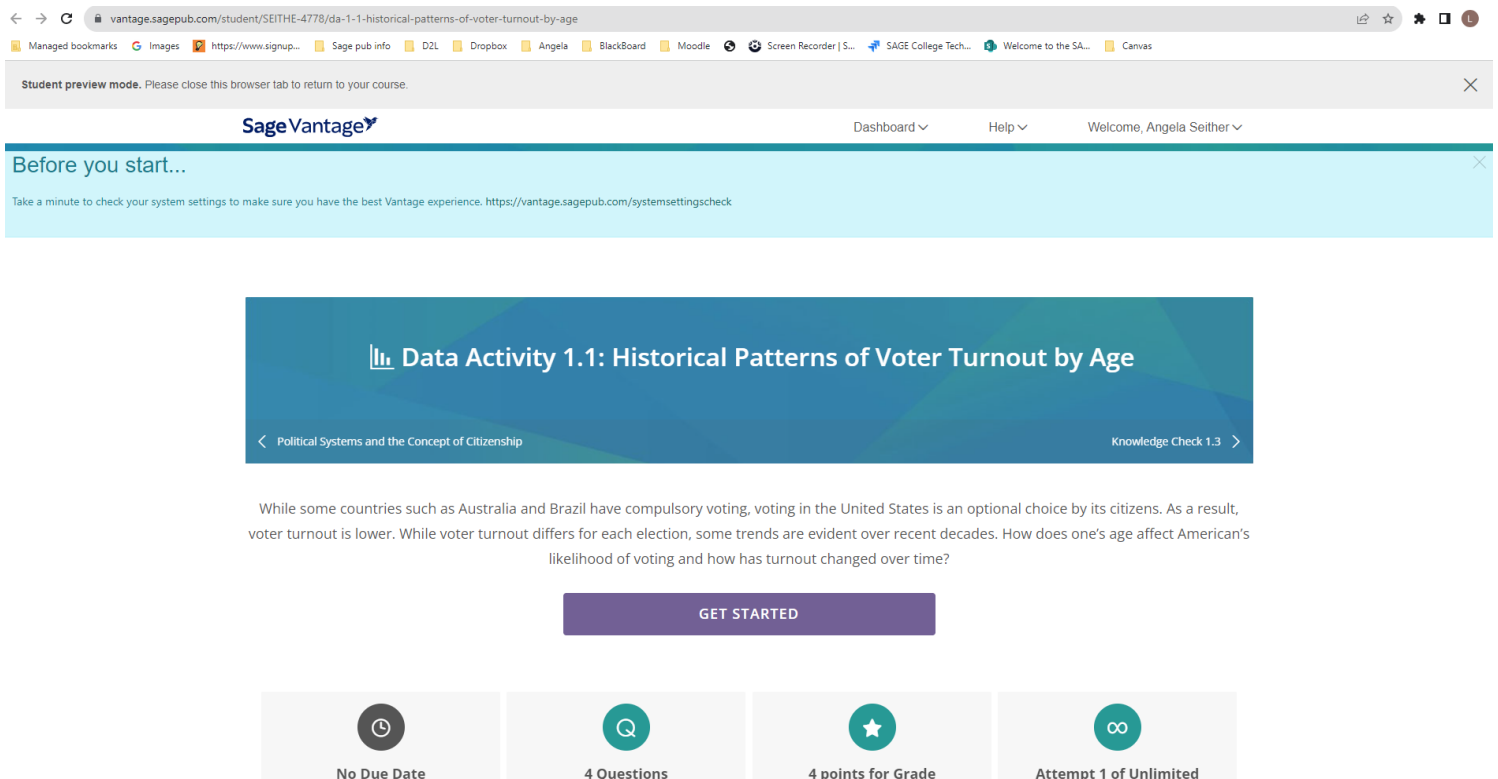 vantage.sagepub.com/student/SEITHE-4778/da-1-1-historical-patterns-of-voter-turnout-by-age
L
Managed bookmarks G Images https://www.signup... Sage pub info D2L Dropbox Angela BlackBoard Moodle Screen Recorder | S... SAGE College Tech... Welcome to the SA... Canvas
Student preview mode. Please close this browser tab to return to your course.
Sage Vantage Dashboard Help Welcome, Angela Seither
Before you start...
Take a minute to check your system settings to make sure you have the best Vantage experience. https://vantage.sagepub.com/systemsettingscheck
Data Activity 1.1: Historical Patterns of Voter Turnout by Age
Political Systems and the Concept of Citizenship Knowledge Check 1.3
While some countries such as Australia and Brazil have compulsory voting, voting in the United States is an optional choice by its citizens. As a result,
voter turnout is lower. While voter turnout differs for each election, some trends are evident over recent decades. How does one's age affect American's
likelihood of voting and how has turnout changed over time?
GET STARTED
Q
No Due Date 4 Questions 4 points for Grade Attempt 1 of Unlimited